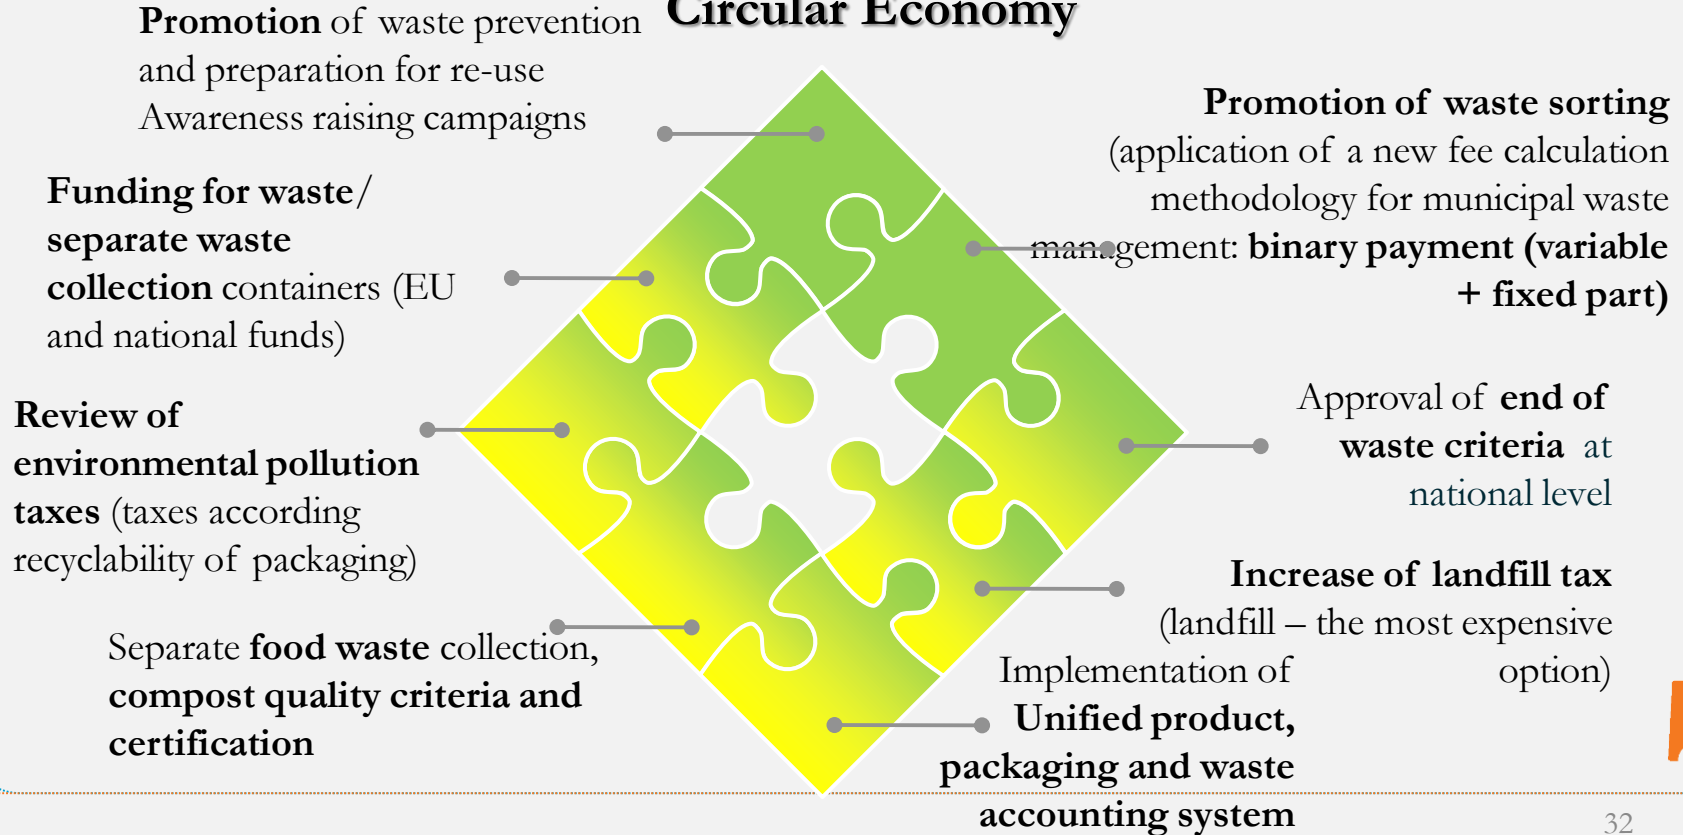 Circular Economy
Promotion of waste prevention
and preparation for re-use
Awareness raising campaigns
Funding for waste/
separate waste
collection containers (EU
and national funds)
Review of
environmental pollution
taxes (taxes according
recyclability of packaging)
Separate food waste collection,
compost quality criteria and
certification
Promotion of waste sorting
(application of a new fee calculation
methodology for municipal waste
management: binary payment (variable
+ fixed part)
Approval of end of
waste criteria at
national level
Increase of landfill tax
(landfill – the most expensive
option)
Implementation of
Unified product,
packaging and waste
accounting system
32